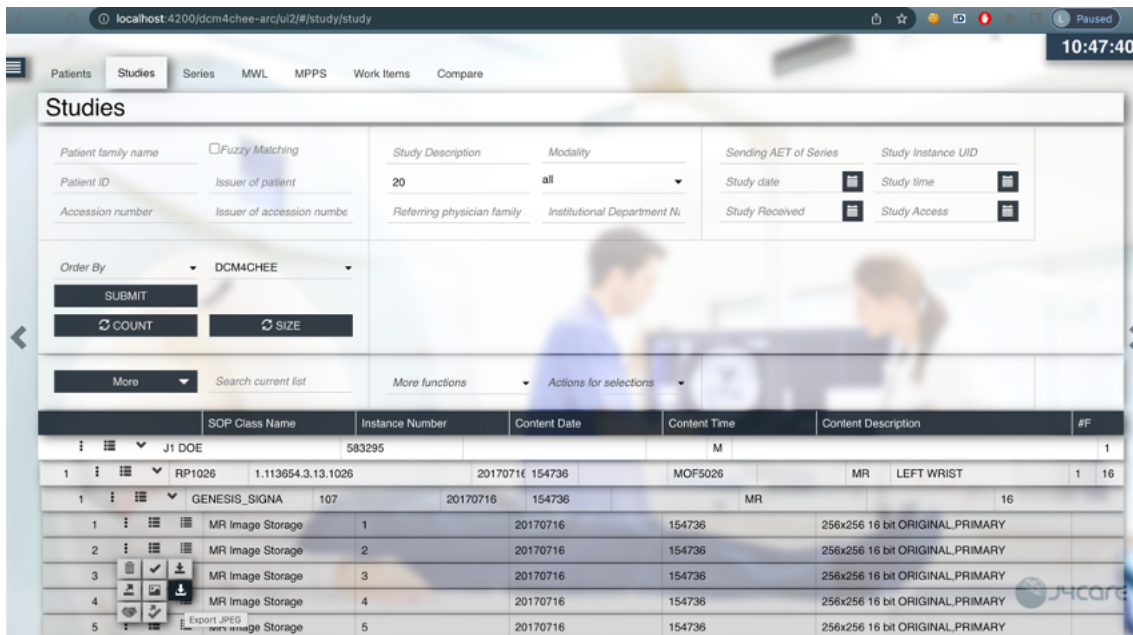 localhost:4200/dcm4chee-arc/ui2/#/study/study
L Paused
10:47:40
Patients Studies Series MWL MPPS Work Items Compare
Studies
Patient family name Fuzzy Matching Study Description Modality Sending AET of Series Study Instance UID
Patient ID Issuer of patient 20 all Study date Study time
Accession number Issuer of accession numbe Referring physician family Institutional Department Na Study Received Study Access
Order By DCM4CHEE
SUBMIT
COUNT SIZE
More Search current list More functions Actions for selections
SOP Class Name Instance Number Content Date Content Time Content Description #F
J1 DOE 583295 M 1
1 RP1026 1.113654.3.13.1026 20170716 154736 MOF5026 MR LEFT WRIST 1 16
1 GENESIS_SIGNA 107 20170716 154736 MR 16
1 MR Image Storage 1 20170716 154736 256x256 16 bit ORIGINAL,PRIMARY
2 MR Image Storage 2 20170716 154736 256x256 16 bit ORIGINAL,PRIMARY
3 MR Image Storage 3 20170716 154736 256x256 16 bit ORIGINAL,PRIMARY
4 MR Image Storage 4 20170716 154736 256x256 16 bit ORIGINAL,PRIMARY
Export JPEG
5 MR Image Storage 5 20170716 154736 256x256 16 bit ORIGINAL,PRIMARY
J4care